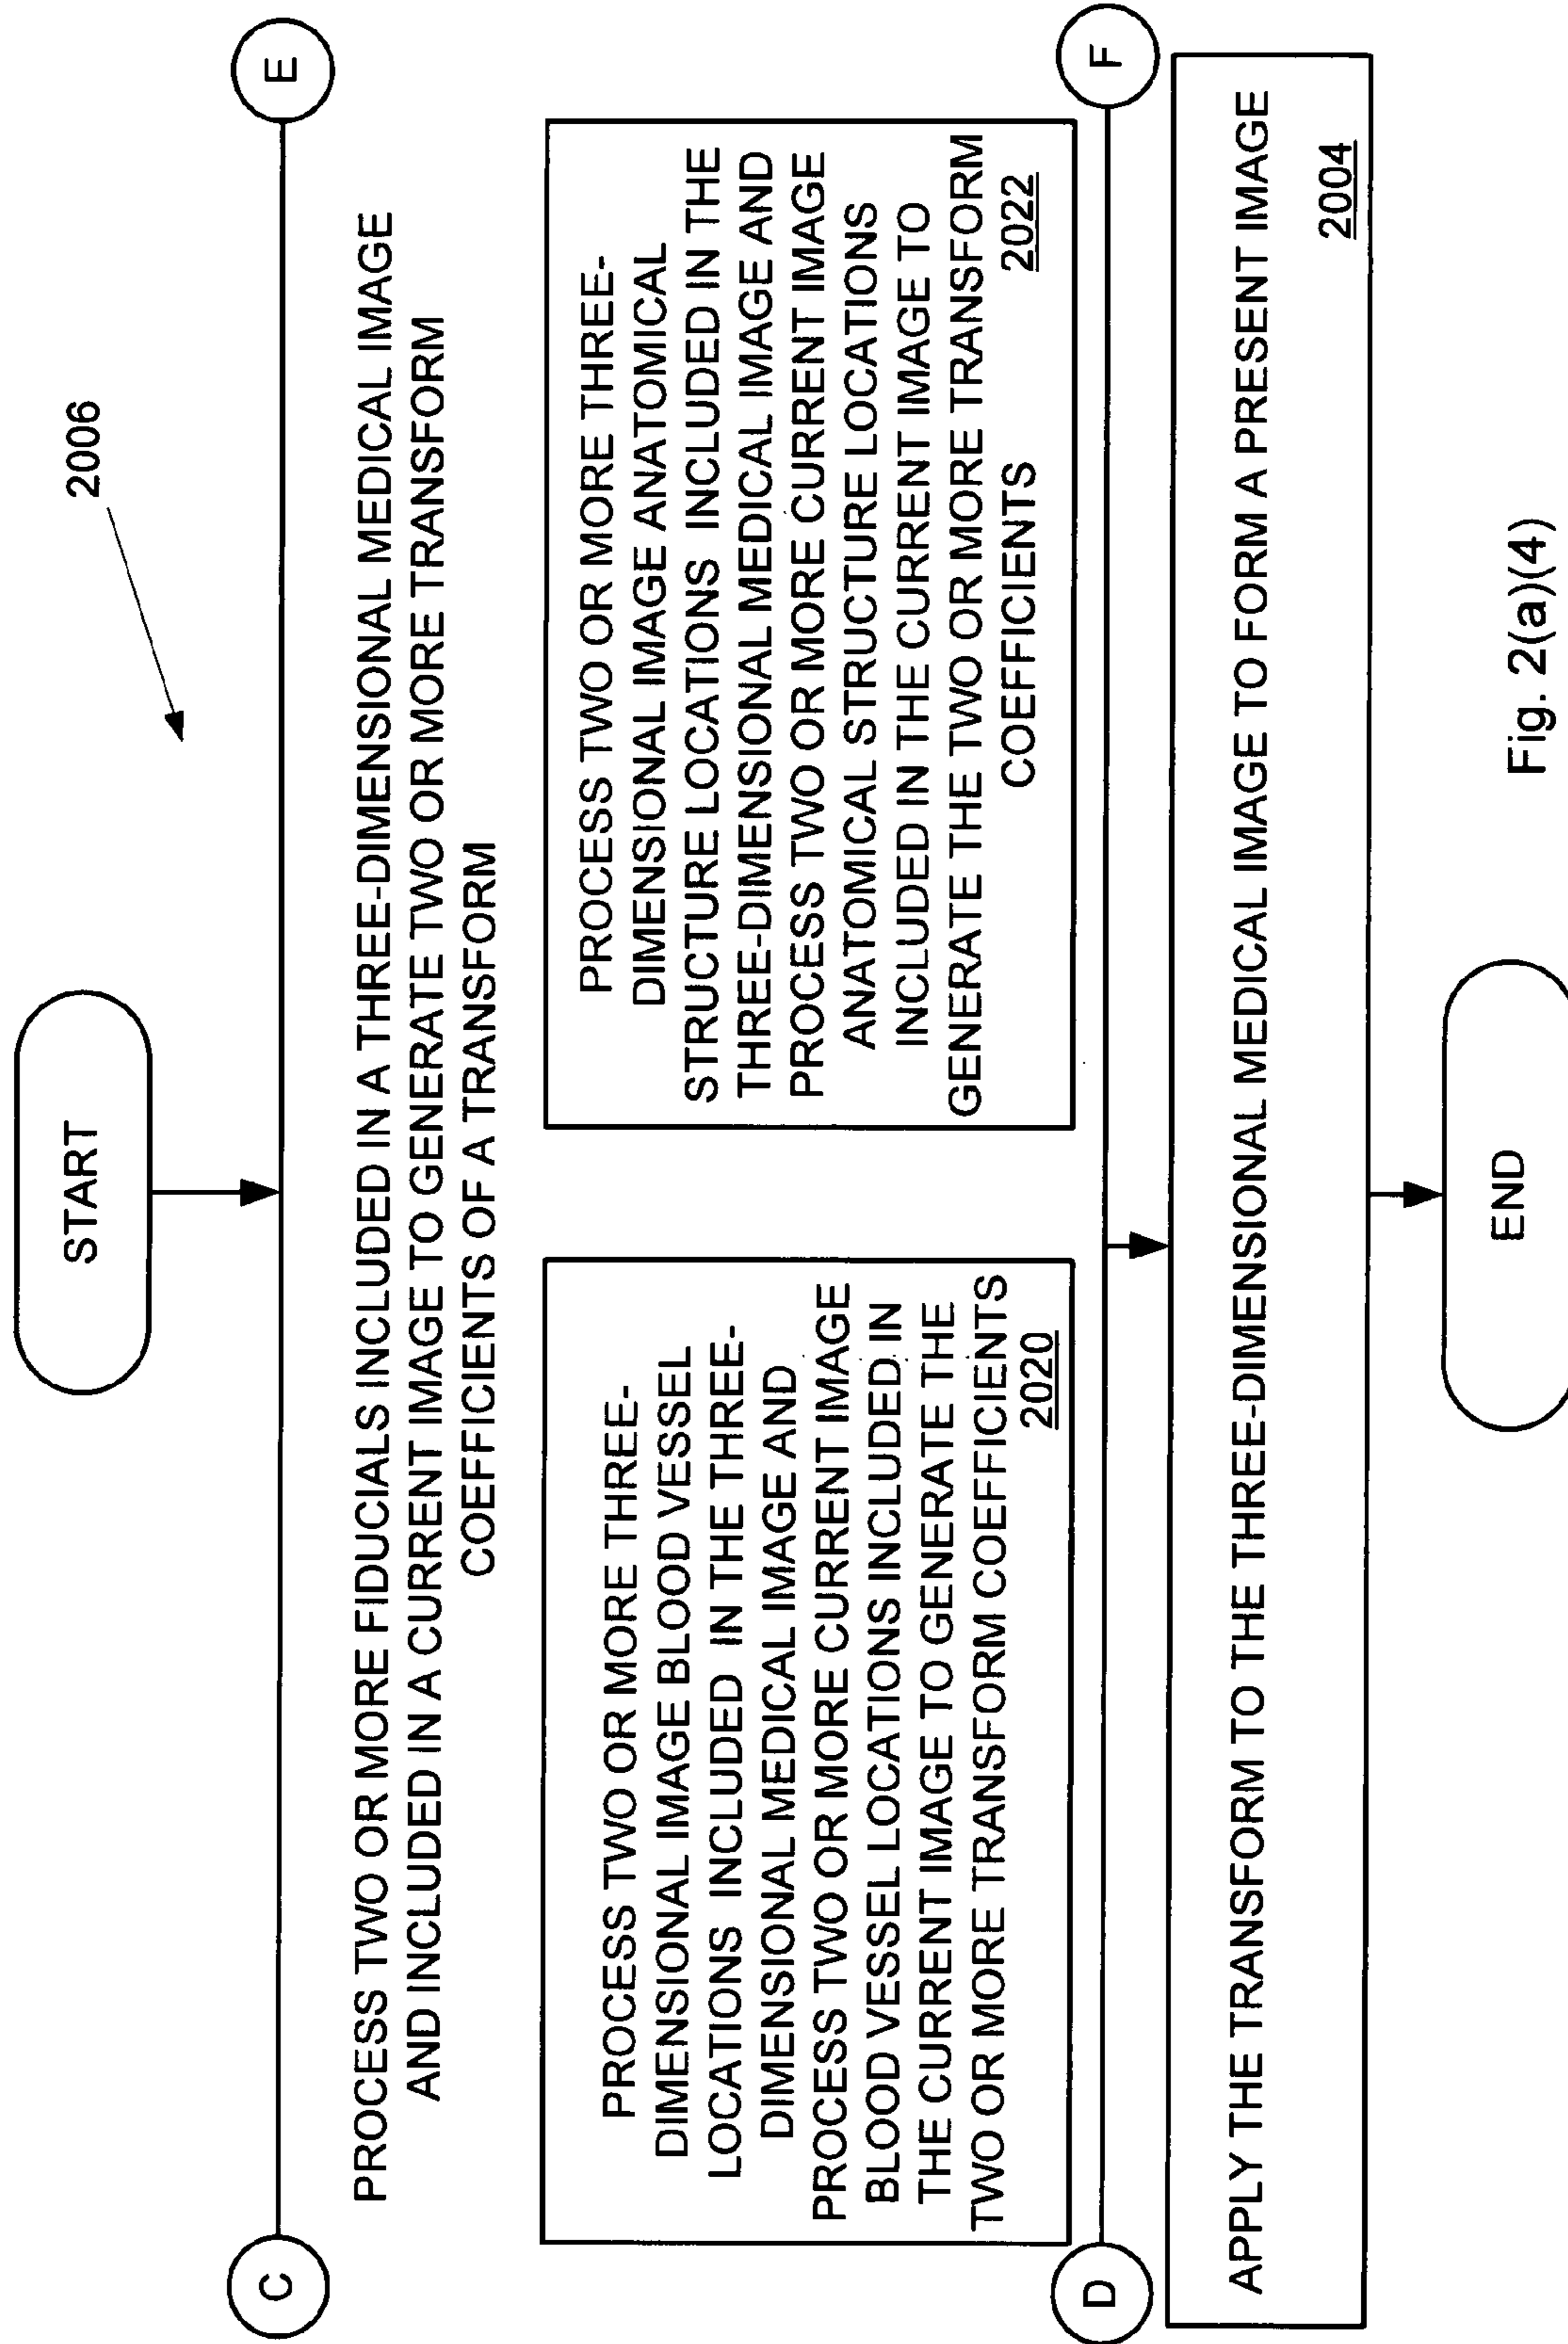 2006
START
C
E
PROCESS TWO OR MORE FIDUCIALS INCLUDED IN A THREE-DIMENSIONAL MEDICAL IMAGE
AND INCLUDED IN A CURRENT IMAGE TO GENERATE TWO OR MORE TRANSFORM
COEFFICIENTS OF A TRANSFORM
PROCESS TWO OR MORE THREE-
DIMENSIONAL IMAGE BLOOD VESSEL
LOCATIONS INCLUDED IN THE THREE-
DIMENSIONAL MEDICAL IMAGE AND
PROCESS TWO OR MORE CURRENT IMAGE
BLOOD VESSEL LOCATIONS INCLUDED IN
THE CURRENT IMAGE TO GENERATE THE
TWO OR MORE TRANSFORM COEFFICIENTS
2020
PROCESS TWO OR MORE THREE-
DIMENSIONAL IMAGE ANATOMICAL
STRUCTURE LOCATIONS INCLUDED IN THE
THREE-DIMENSIONAL MEDICAL IMAGE AND
PROCESS TWO OR MORE CURRENT IMAGE
ANATOMICAL STRUCTURE LOCATIONS
INCLUDED IN THE CURRENT IMAGE TO
GENERATE THE TWO OR MORE TRANSFORM
COEFFICIENTS 2022
D
F
APPLY THE TRANSFORM TO THE THREE-DIMENSIONAL MEDICAL IMAGE TO FORM A PRESENT IMAGE
2004
END
Fig. 2(a)(4)